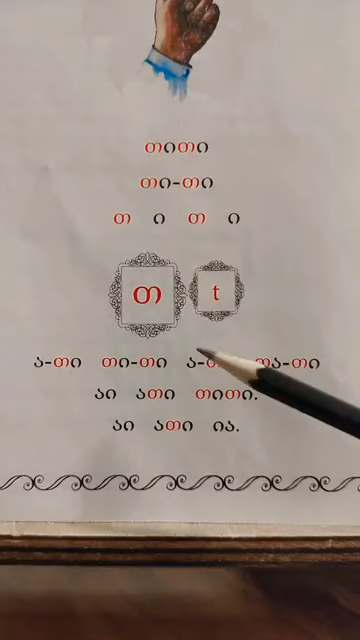 თითი
თი-თი
თ ი თ ი
თ t
ა-თი თი-თი
აი ათი თითი.
აი ათი ია.